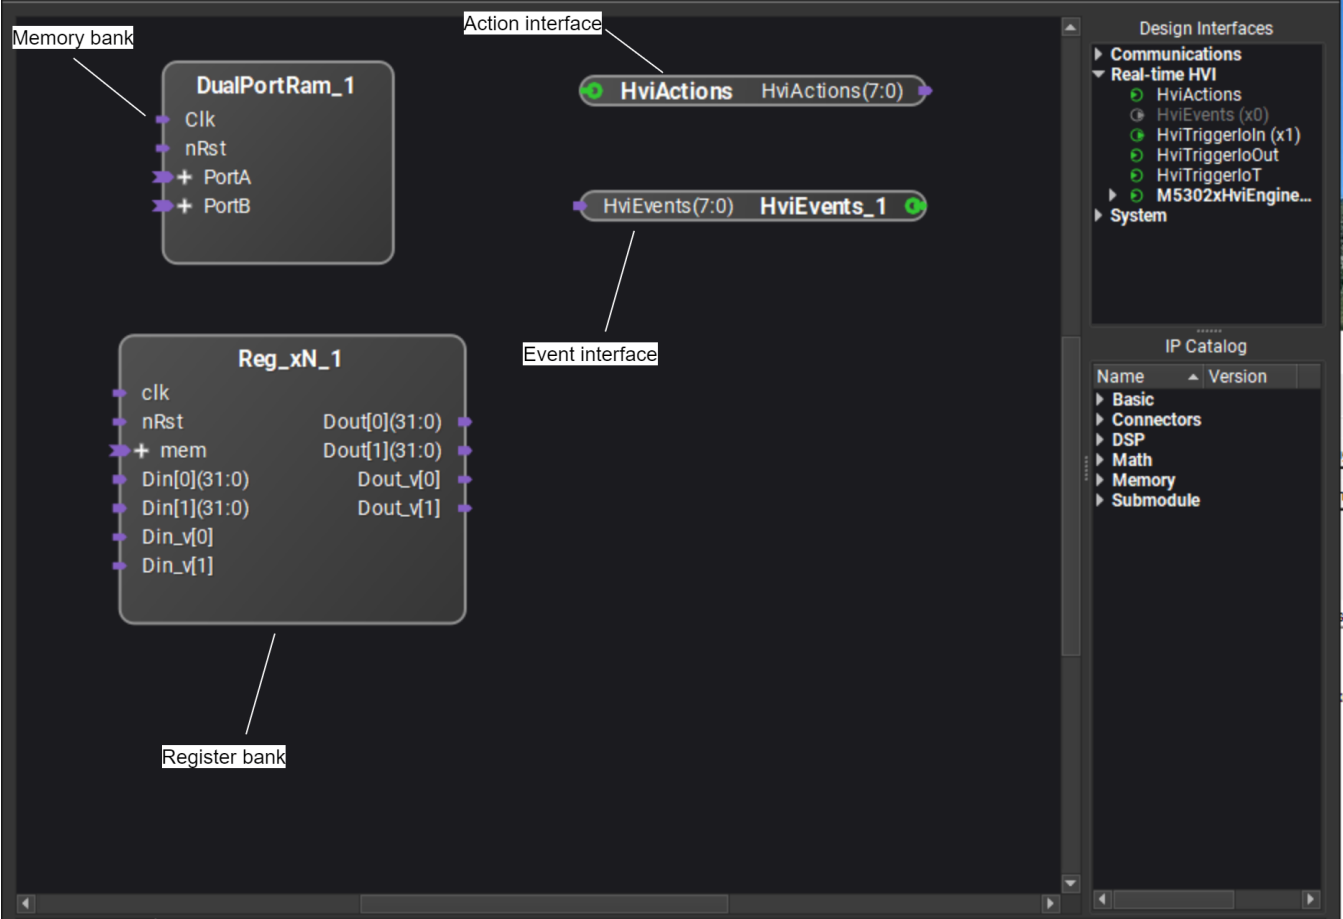 Memory bank
Action interface
DualPortRam_1
Clk
nRst
PortA
PortB
HviActions HviActions(7:0)
HviEvents(7:0) HviEvents_1
Event interface
Reg_xN_1
clk
nRst Dout[0](31:0)
mem Dout[1](31:0)
Din[0](31:0) Dout_v[0]
Din[1](31:0) Dout_v[1]
Din_v[0]
Din_v[1]
Register bank
Design Interfaces
Communications
Real-time HVI
HviActions
HviEvents (x0)
HviTriggerIoIn (x1)
HviTriggerIoOut
HviTriggerIoT
M5302xHviEngine...
System
IP Catalog
Name Version
Basic
Connectors
DSP
Math
Memory
Submodule